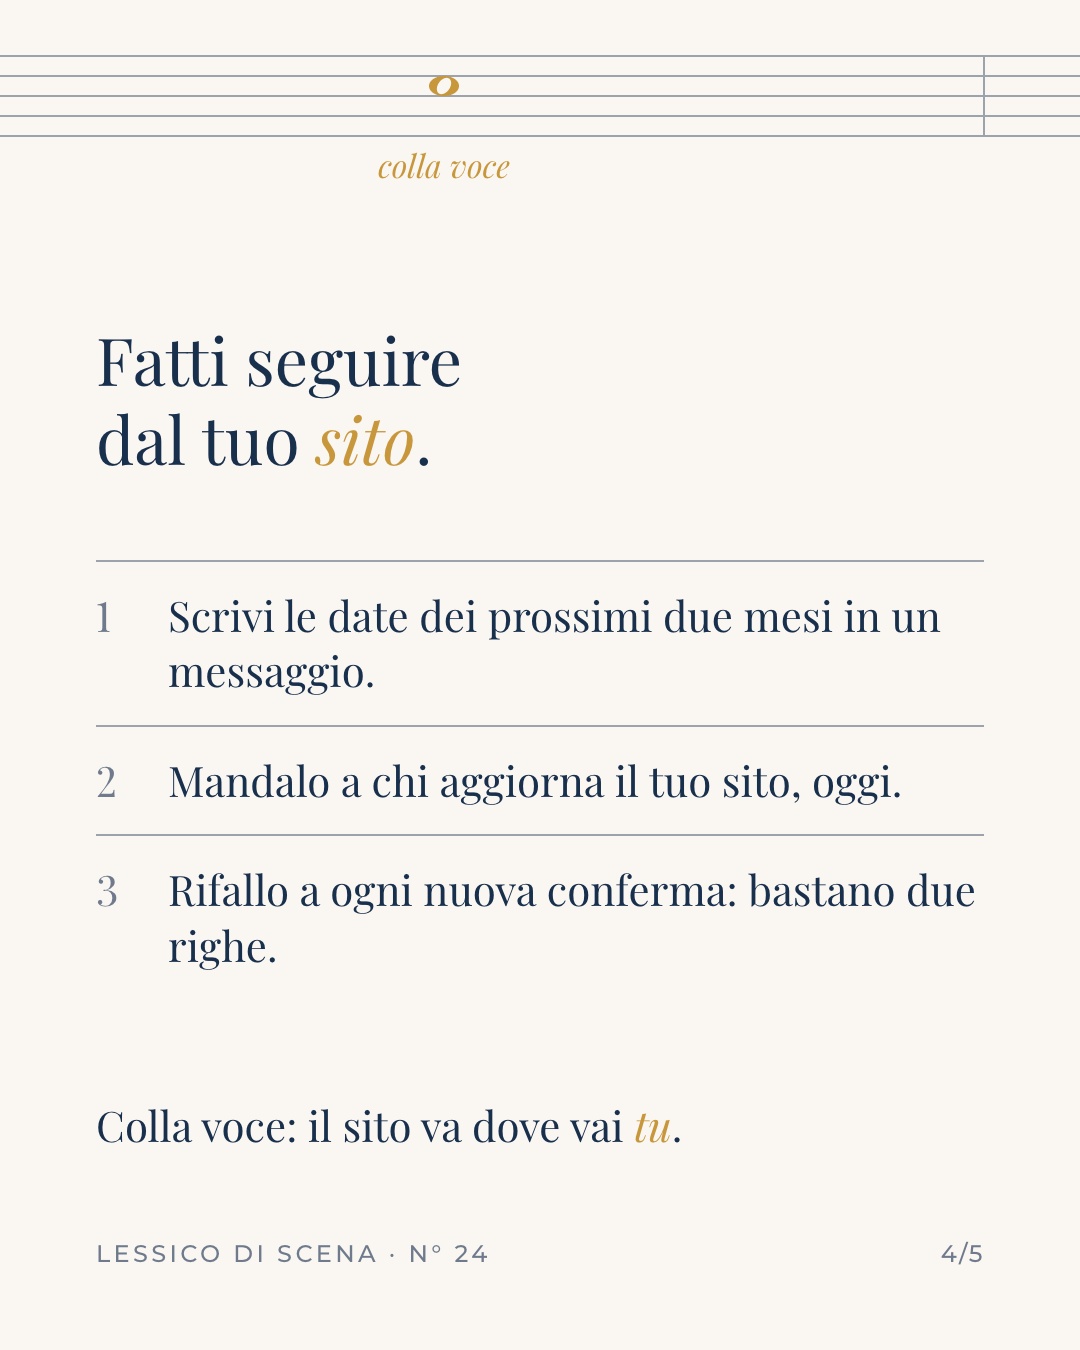 colla voce
Fatti seguire
dal tuo sito.
1 Scrivi le date dei prossimi due mesi in un
messaggio.
2 Mandalo a chi aggiorna il tuo sito, oggi.
3 Rifallo a ogni nuova conferma: bastano due
righe.
Colla voce: il sito va dove vai tu.
LESSICO DI SCENA · N° 24 4/5